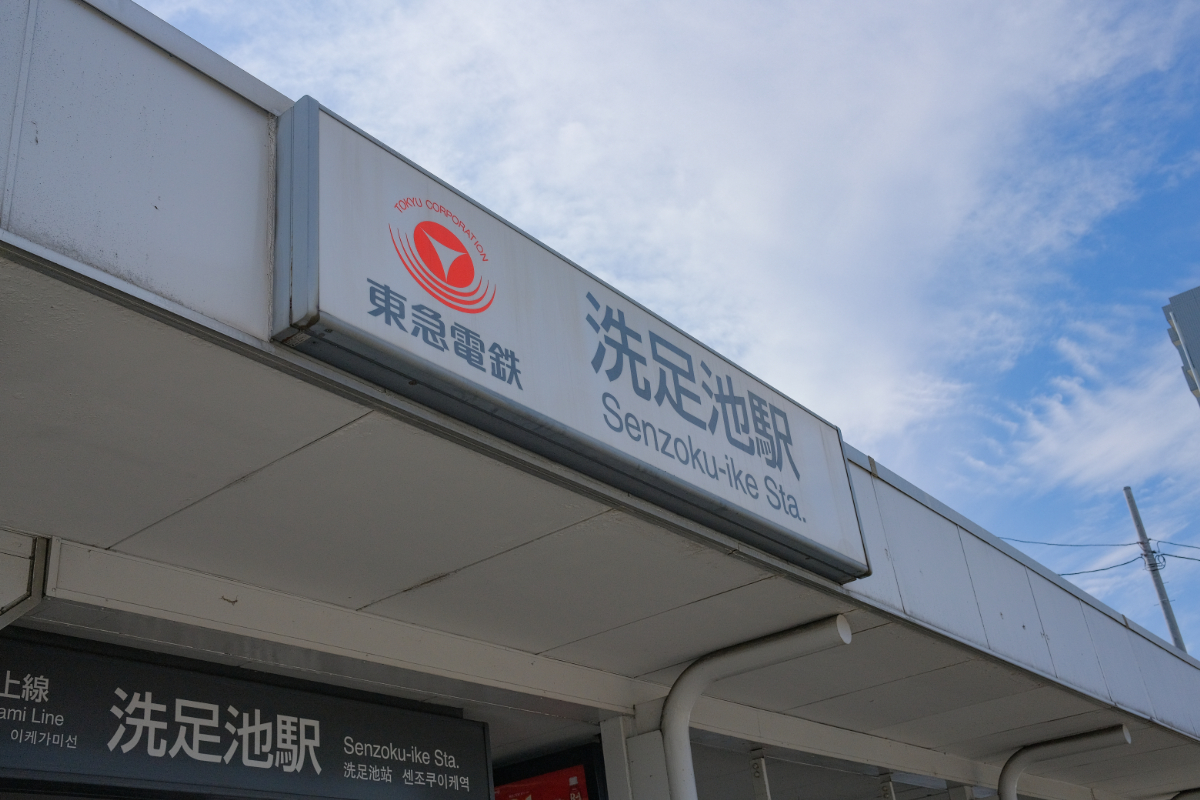 TOKYU CORPORATION
東急電鉄
洗足池駅
Senzoku-ike Sta.
上線
ami Line
이케가미선
洗足池駅
Senzoku-ike Sta.
洗足池站 센조쿠이케역